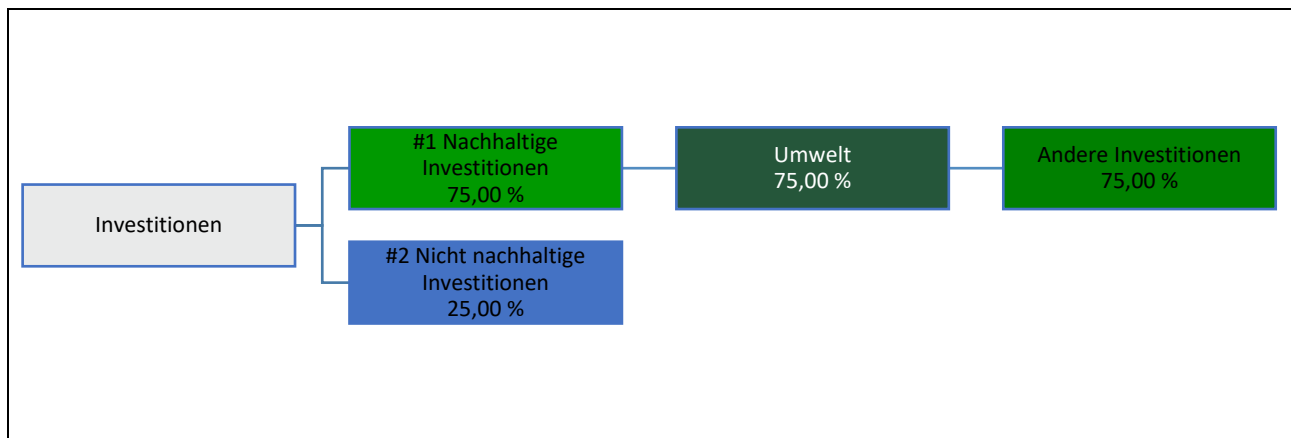 Investitionen
#1 Nachhaltige
Investitionen
75,00 %
Umwelt
75,00 %
Andere Investitionen
75,00 %
#2 Nicht nachhaltige
Investitionen
25,00 %